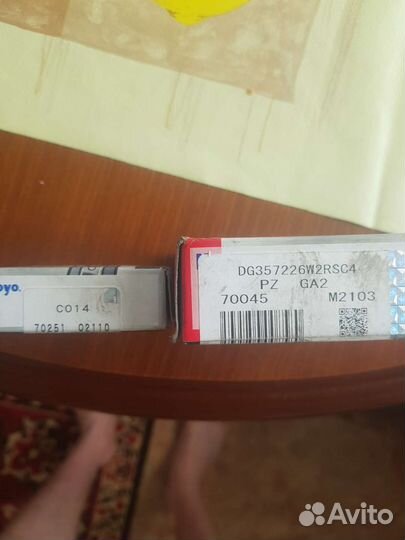 oyo.
C014
70251 02110
DG357226W2RSC4
PZ GA2
70045 M2103
Avito